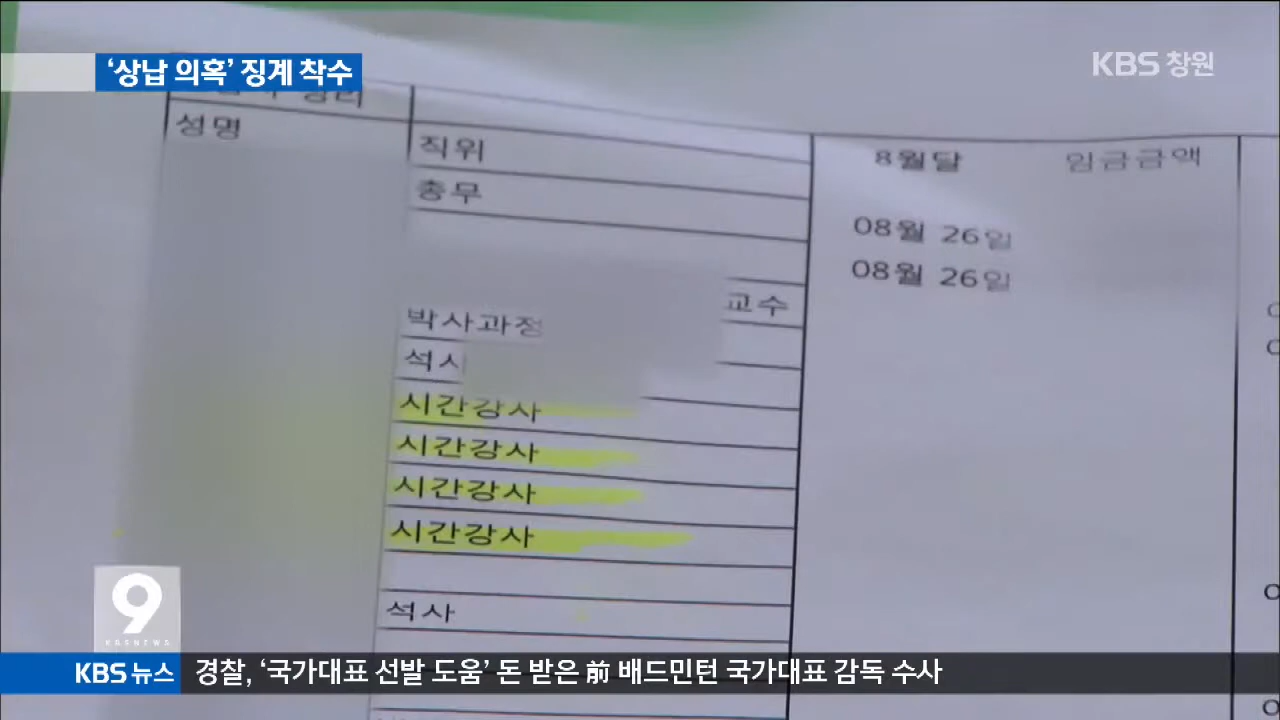 ‘상납 의혹’ 징계 착수
KBS 창원
성명
직위
8월달
임금금액
총무
08월 26일
08월 26일
교수
박사과정
석사
시간강사
시간강사
시간강사
시간강사
석사
9
KBS NEWS
KBS 뉴스
경찰, ‘국가대표 선발 도움’ 돈 받은 前 배드민턴 국가대표 감독 수사